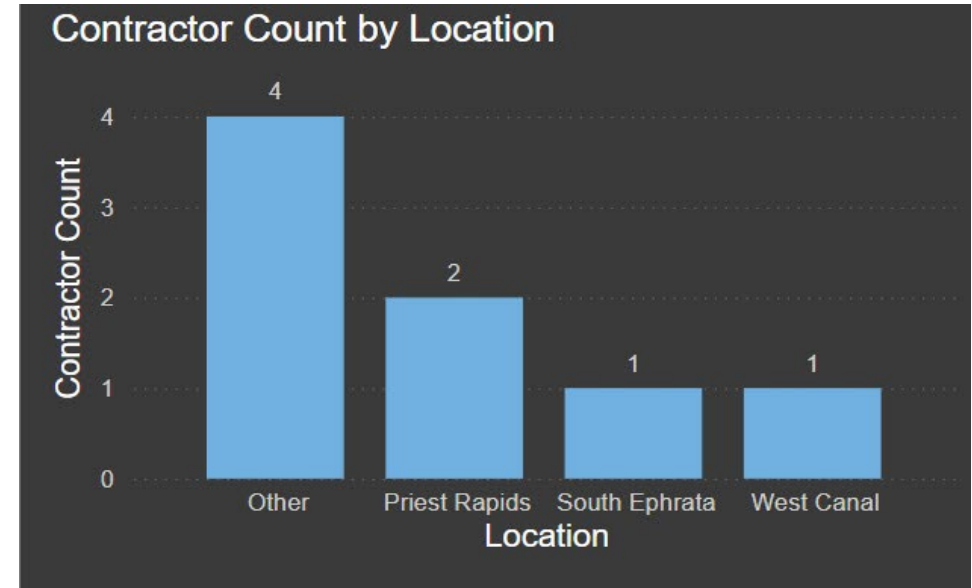 Contractor Count by Location
Contractor Count
4
3
2
1
0
4
2
1
1
Other
Priest Rapids
South Ephrata
West Canal
Location